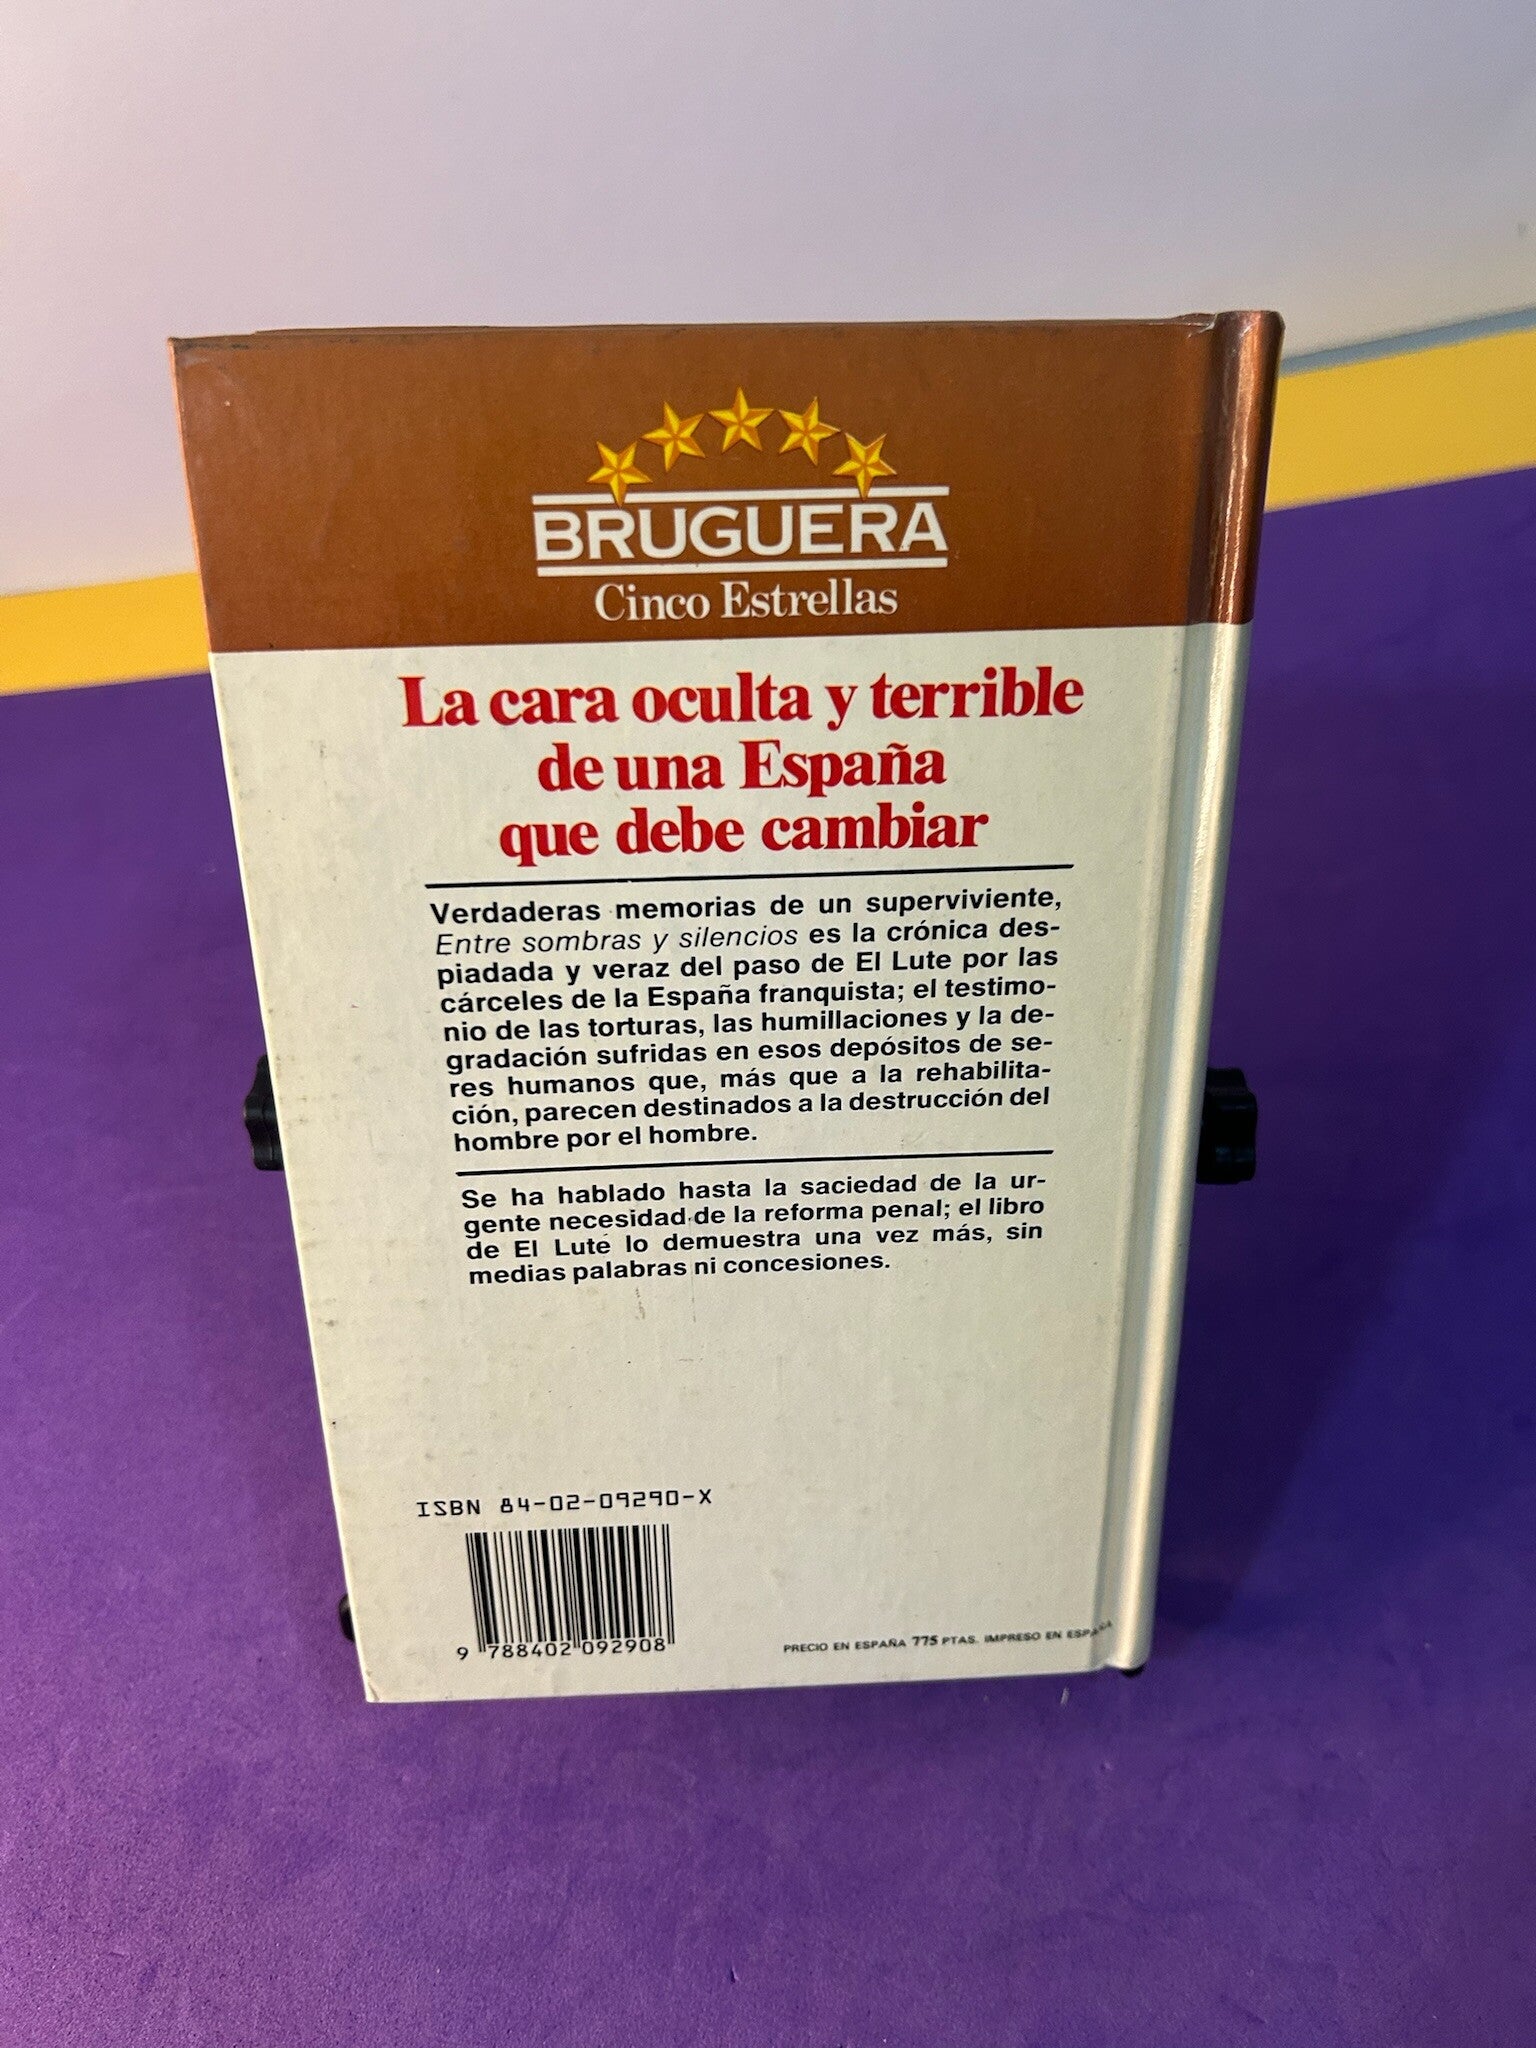 BRUGUERA
Cinco Estrellas
La cara oculta y terrible
de una España
que debe cambiar
Verdaderas memorias de un superviviente,
Entre sombras y silencios es la crónica des-
piadada y veraz del paso de El Lute por las
cárceles de la España franquista; el testimo-
nio de las torturas, las humillaciones y la de-
gradación sufridas en esos depósitos de se-
res humanos que, más que a la rehabilita-
ción, parecen destinados a la destrucción del
hombre por el hombre.
Se ha hablado hasta la saciedad de la ur-
gente necesidad de la reforma penal; el libro
de El Lute lo demuestra una vez más, sin
medias palabras ni concesiones.
ISBN 84-02-09290-X
9 788402 092908
PRECIO EN ESPAÑA 775 PTAS. IMPRESO EN ESPAÑA